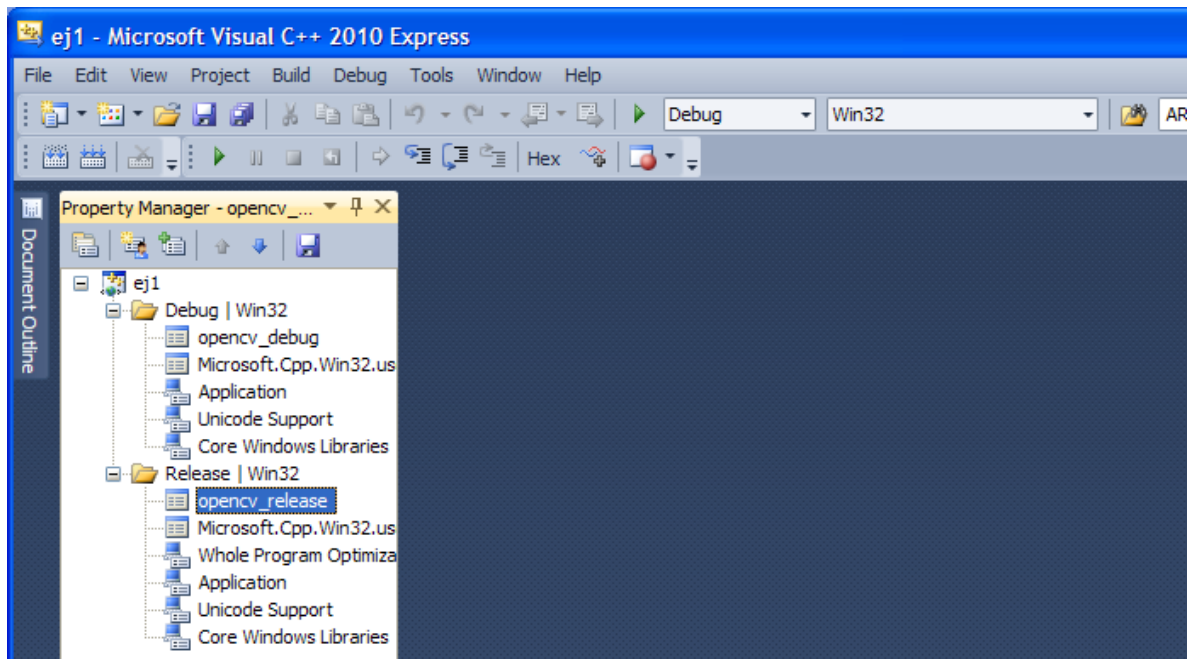 ej1 - Microsoft Visual C++ 2010 Express
File Edit View Project Build Debug Tools Window Help
Debug Win32 AR
Hex
Document Outline
Property Manager - opencv_...
ej1
Debug | Win32
opencv_debug
Microsoft.Cpp.Win32.us
Application
Unicode Support
Core Windows Libraries
Release | Win32
opencv_release
Microsoft.Cpp.Win32.us
Whole Program Optimiza
Application
Unicode Support
Core Windows Libraries